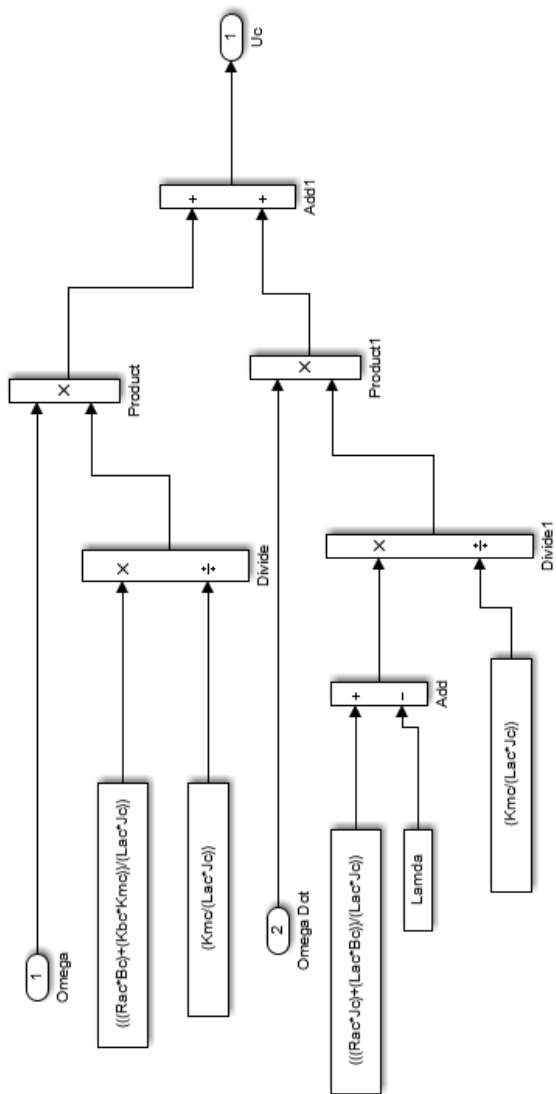 1
Omega
(((Rac*Bc)+(Kbc*Kmc))/(Lac*Jc))
(Kmc/(Lac*Jc))
×
÷
Divide
×
Product
2
Omega Dot
((((Rac*Jc)+(Lac*Bc))/(Lac*Jc))
Lamda
+
−
Add
(Kmc/(Lac*Jc))
×
÷
Divide1
×
Product1
+
+
Add1
1
Uc